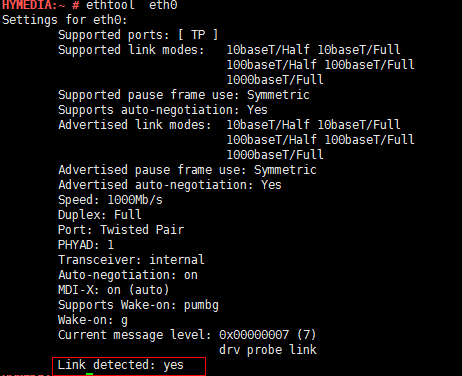 HYMEDIA:~ # ethtool  eth0
Settings for eth0:
Supported ports: [ TP ]
Supported link modes:   10baseT/Half 10baseT/Full
100baseT/Half 100baseT/Full
1000baseT/Full
Supported pause frame use: Symmetric
Supports auto-negotiation: Yes
Advertised link modes:  10baseT/Half 10baseT/Full
100baseT/Half 100baseT/Full
1000baseT/Full
Advertised pause frame use: Symmetric
Advertised auto-negotiation: Yes
Speed: 1000Mb/s
Duplex: Full
Port: Twisted Pair
PHYAD: 1
Transceiver: internal
Auto-negotiation: on
MDI-X: on (auto)
Supports Wake-on: pumbg
Wake-on: g
Current message level: 0x00000007 (7)
drv probe link
Link detected: yes